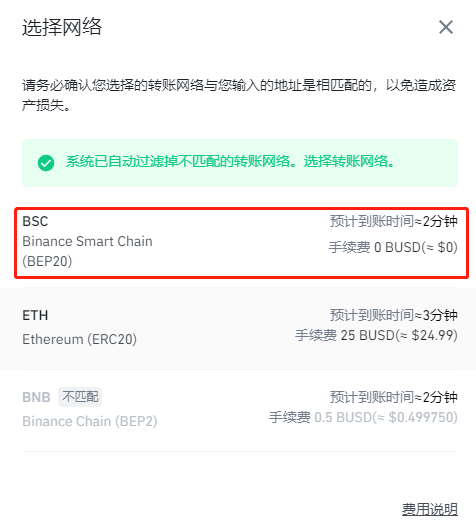 选择网络
请务必确认您选择的转账网络与您输入的地址是相匹配的，以免造成资
产损失。
系统已自动过滤掉不匹配的转账网络。选择转账网络。
BSC 预计到账时间≈2分钟
Binance Smart Chain 手续费 0 BUSD(≈ $0)
(BEP20)
ETH 预计到账时间≈3分钟
Ethereum (ERC20) 手续费 25 BUSD(≈ $24.99)
BNB 不匹配 预计到账时间≈2分钟
Binance Chain (BEP2) 手续费 0.5 BUSD(≈ $0.499750)
费用说明